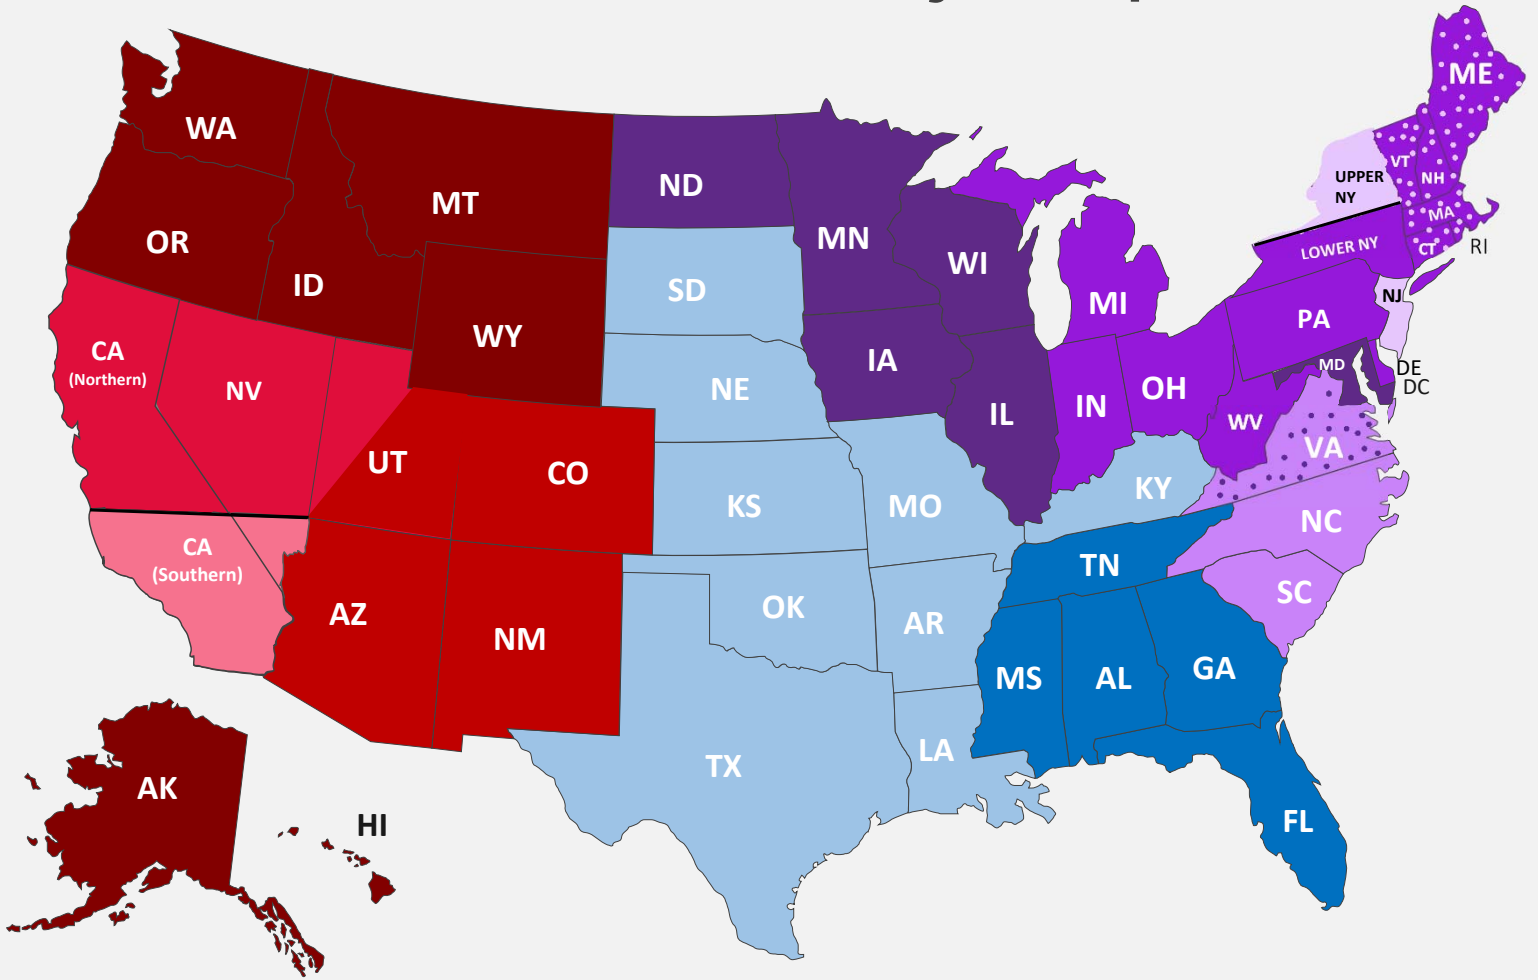 ME
WA
VT
NH
UPPER
NY
ND
MT
MA
OR
MN
LOWER NY
CT
RI
WI
ID
SD
NJ
MI
PA
WY
CA
(Northern)
IA
MD
DE
DC
NV
NE
OH
IN
IL
WV
VA
UT
CO
KY
KS
MO
NC
CA
(Southern)
TN
SC
AZ
OK
AR
NM
MS
AL
GA
LA
TX
AK
HI
FL